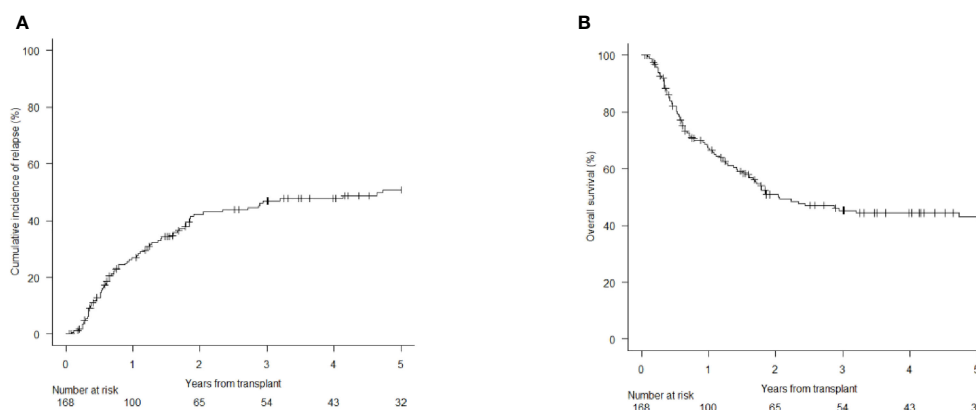 A
Cumulative incidence of relapse (%)
100
80
60
40
20
0
0 1 2 3 4 5
Years from transplant
Number at risk
168 100 65 54 43 32
B
Overall survival (%)
100
80
60
40
20
0
0 1 2 3 4 5
Years from transplant
Number at risk
168 100 65 54 43